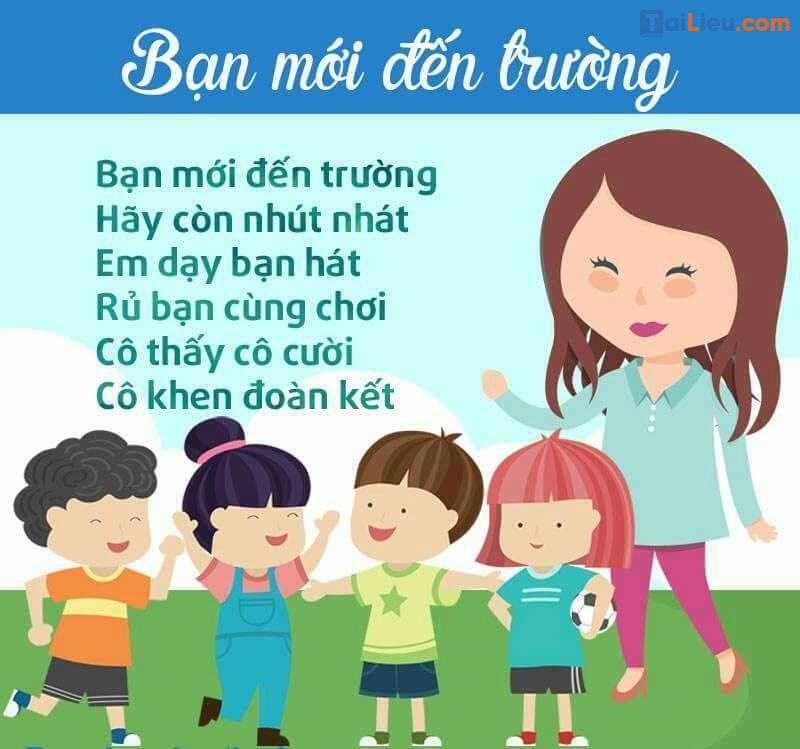 TaiLieu.com
Bạn mới đến trường
Bạn mới đến trường
Hãy còn nhút nhát
Em dạy bạn hát
Rủ bạn cùng chơi
Cô thấy cô cười
Cô khen đoàn kết